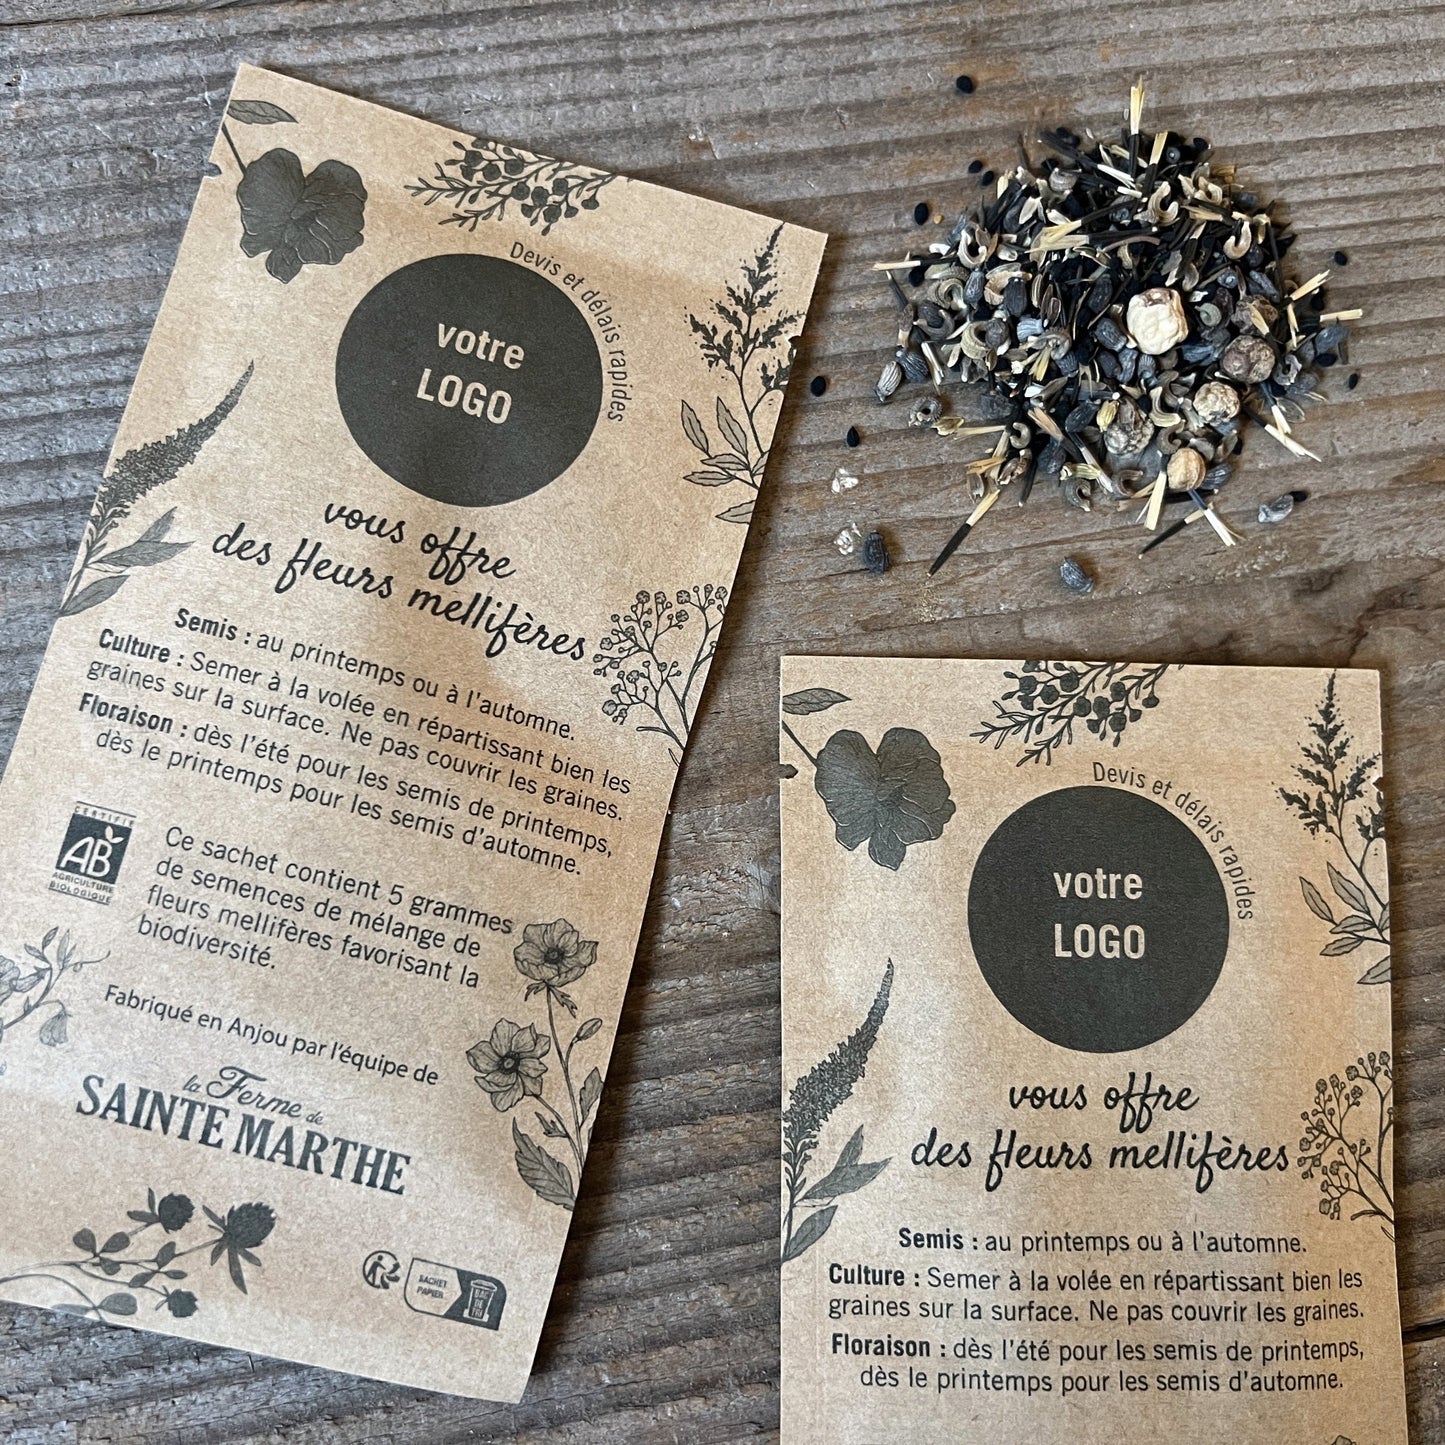 Devis et délais rapides
votre
LOGO
vous offre
des fleurs mellifères
Semis : au printemps ou à l'automne.
Culture : Semer à la volée en répartissant bien les
graines sur la surface. Ne pas couvrir les graines.
Floraison : dès l'été pour les semis de printemps,
dès le printemps pour les semis d'automne.
CERTIFIÉ
AB
AGRICULTURE
BIOLOGIQUE
Ce sachet contient 5 grammes
de semences de mélange de
fleurs mellifères favorisant la
biodiversité.
Fabriqué en Anjou par l'équipe de
la Ferme de
SAINTE MARTHE
SACHET
PAPIER
BAC
DE
TRI
Devis et délais rapides
votre
LOGO
vous offre
des fleurs mellifères
Semis : au printemps ou à l'automne.
Culture : Semer à la volée en répartissant bien les
graines sur la surface. Ne pas couvrir les graines.
Floraison : dès l'été pour les semis de printemps,
dès le printemps pour les semis d'automne.